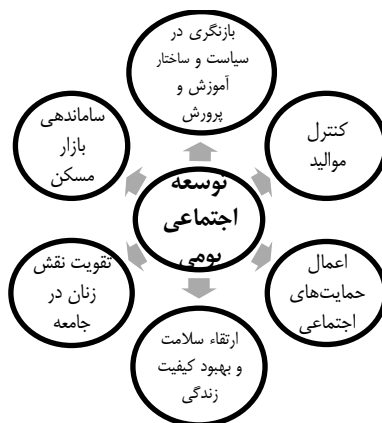 بازنگری در
سیاست و ساختار
آموزش و
پرورش
کنترل
موالید
اعمال
حمایت‌های
اجتماعی
ارتقاء سلامت
و بهبود کیفیت
زندگی
تقویت نقش
زنان در
جامعه
ساماندهی
بازار
مسکن
توسعه
اجتماعی
بومی